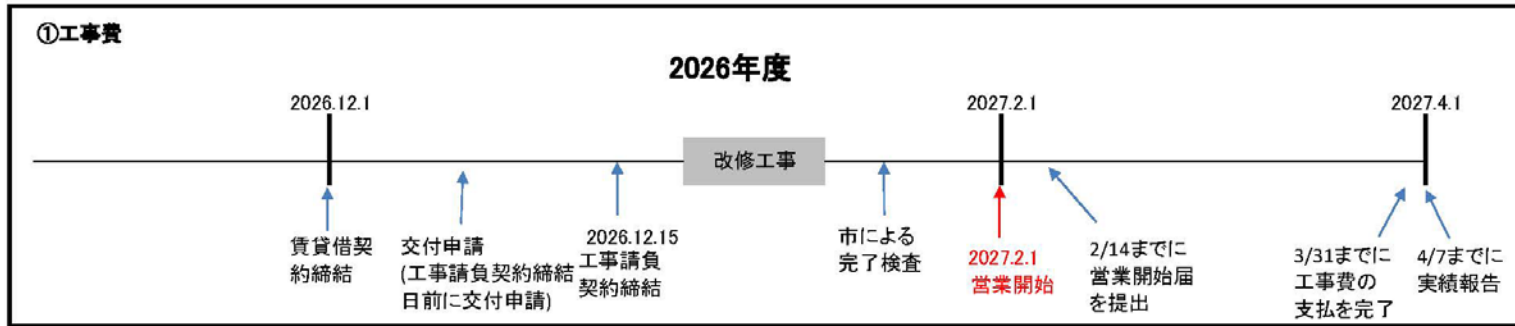 ①工事費
2026年度
2026.12.1
2027.2.1
2027.4.1
改修工事
賃貸借契
約締結
交付申請
(工事請負契約締結
日前に交付申請)
2026.12.15
工事請負
契約締結
市による
完了検査
2027.2.1
営業開始
2/14までに
営業開始届
を提出
3/31までに
工事費の
支払を完了
4/7までに
実績報告